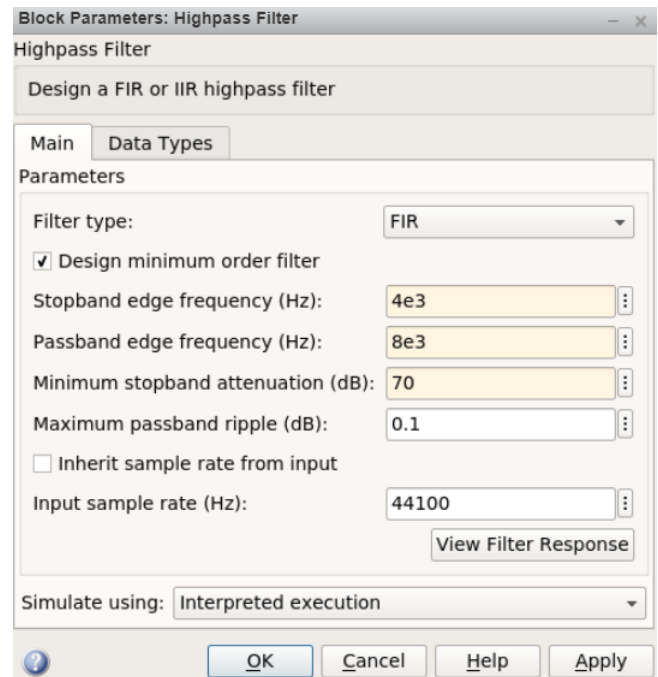 Block Parameters: Highpass Filter
Highpass Filter
Design a FIR or IIR highpass filter
Main Data Types
Parameters
Filter type: FIR
Design minimum order filter
Stopband edge frequency (Hz): 4e3
Passband edge frequency (Hz): 8e3
Minimum stopband attenuation (dB): 70
Maximum passband ripple (dB): 0.1
Inherit sample rate from input
Input sample rate (Hz): 44100
View Filter Response
Simulate using: Interpreted execution
? OK Cancel Help Apply